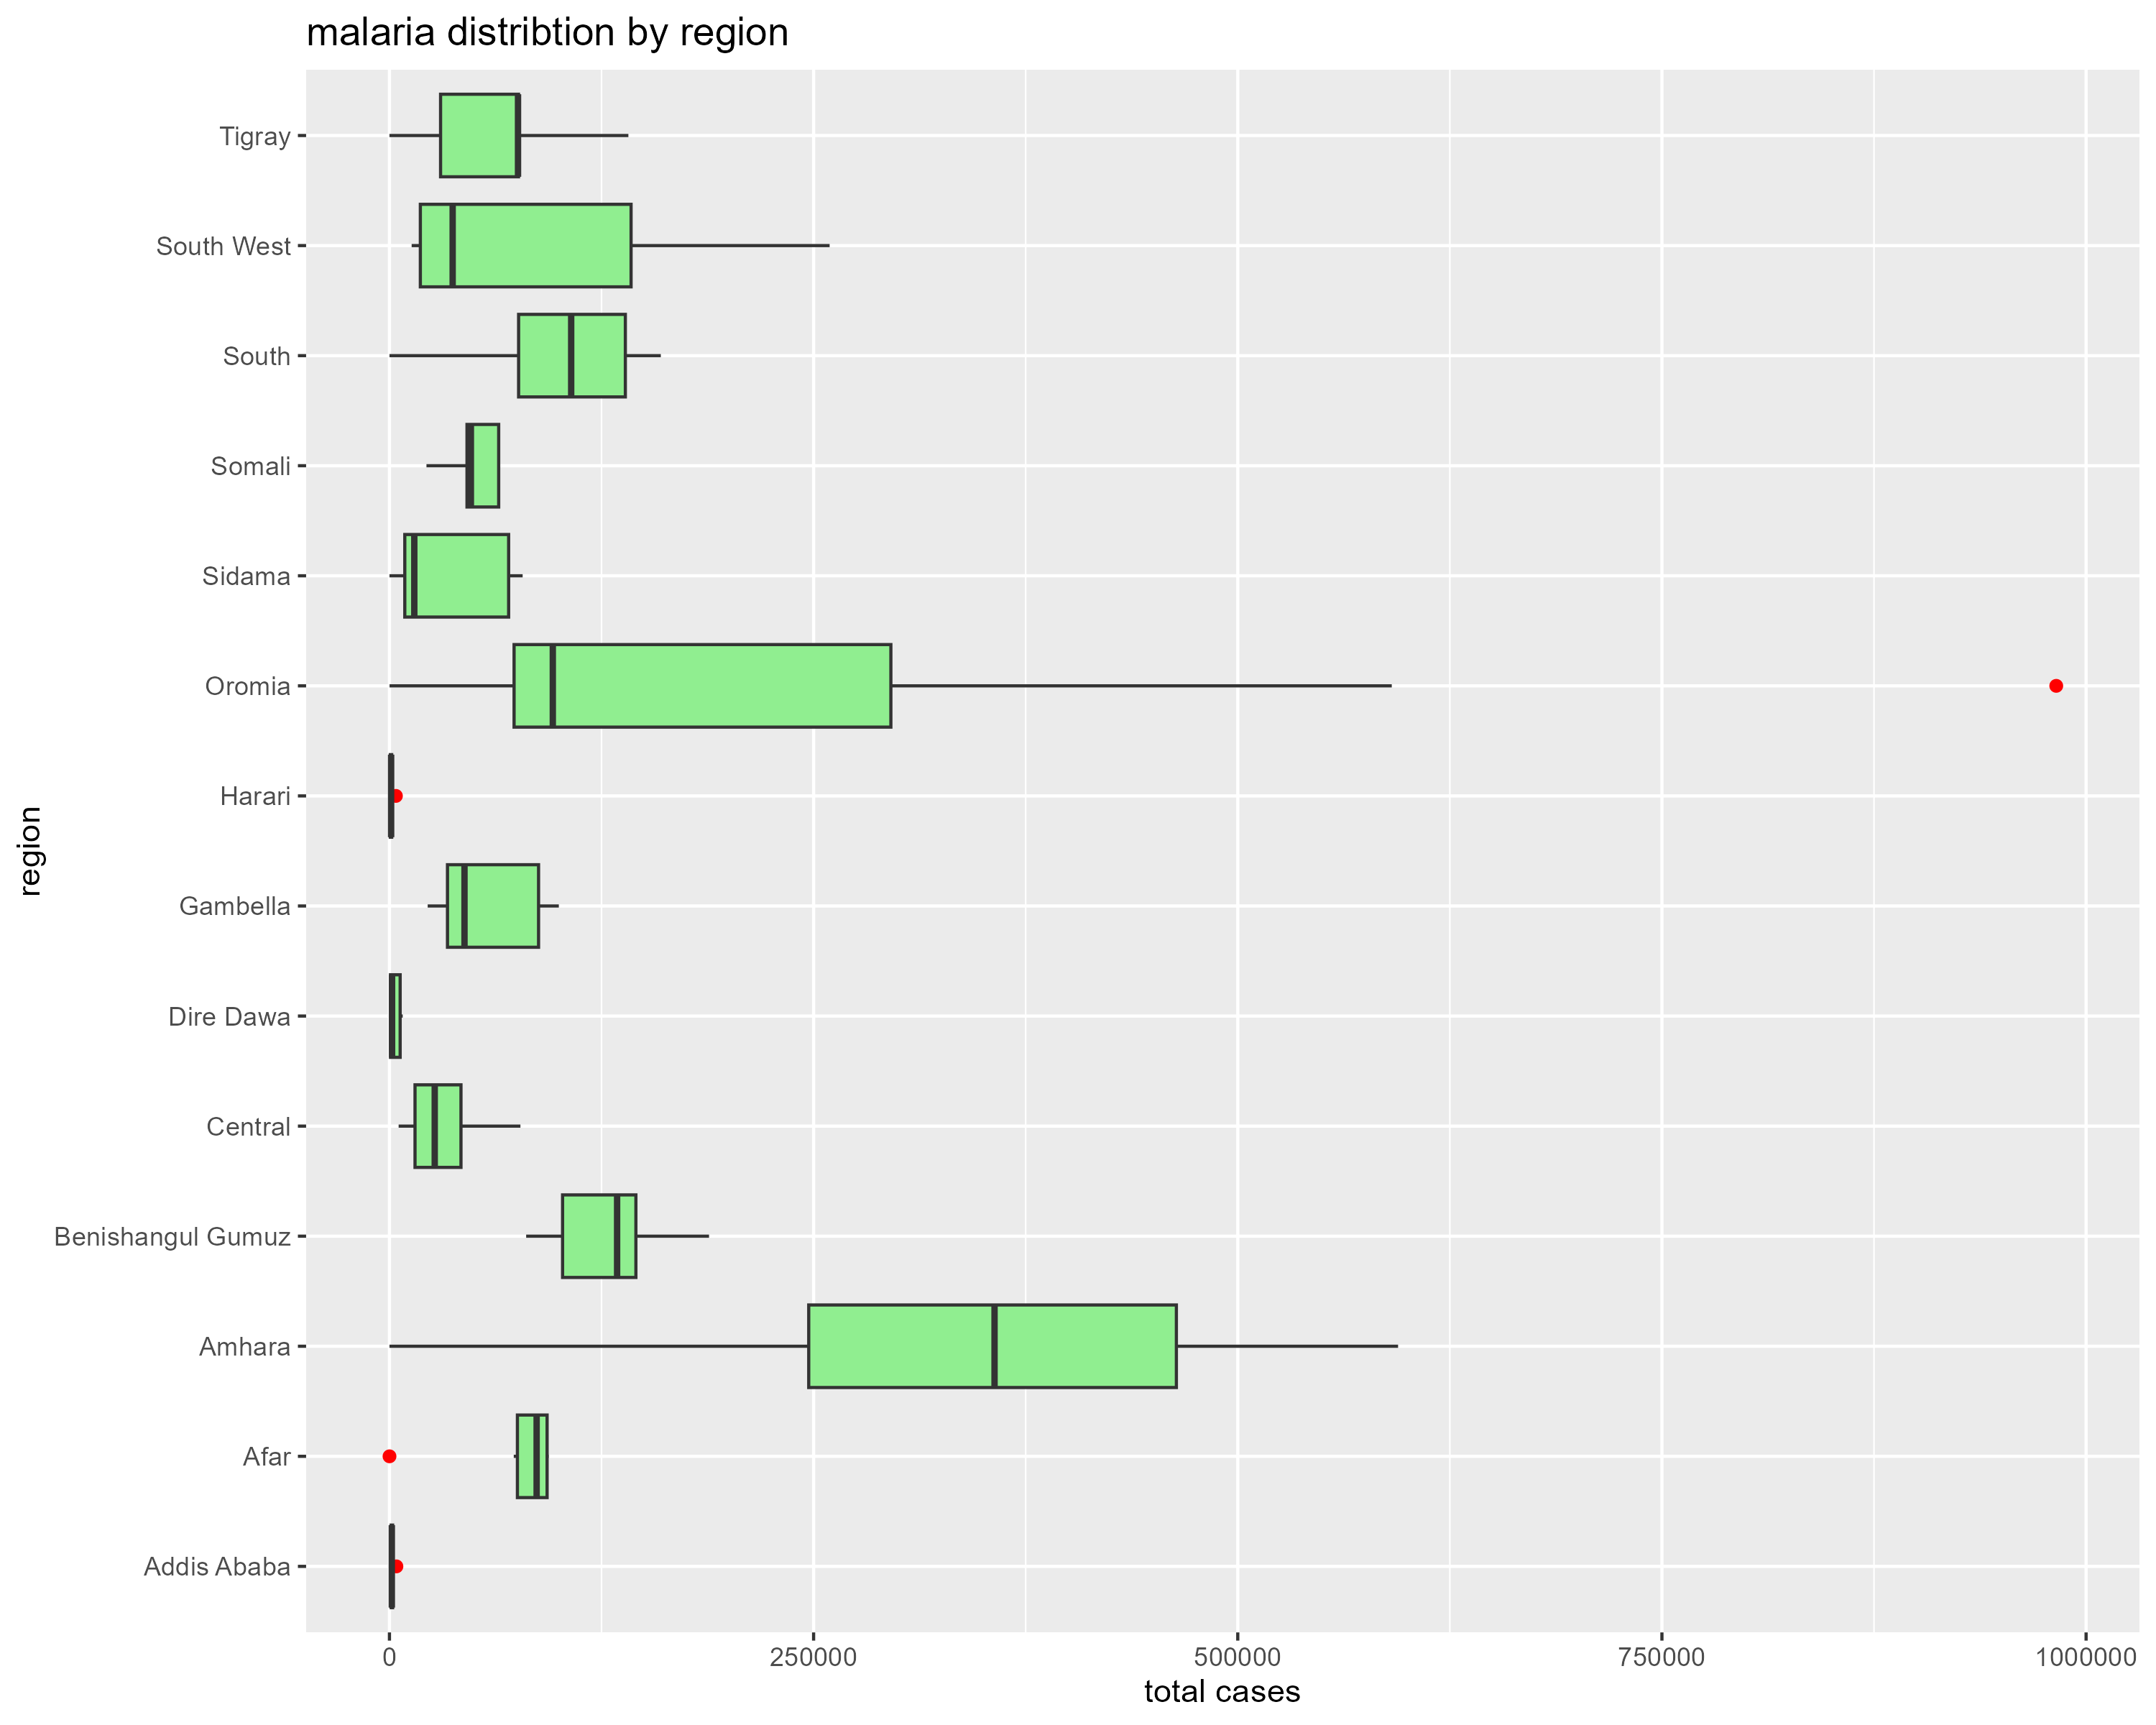 malaria distribtion by region
Tigray
South West
South
Somali
Sidama
Oromia
Harari
Gambella
Dire Dawa
Central
Benishangul Gumuz
Amhara
Afar
Addis Ababa
region
0 250000 500000 750000 1000000
total cases